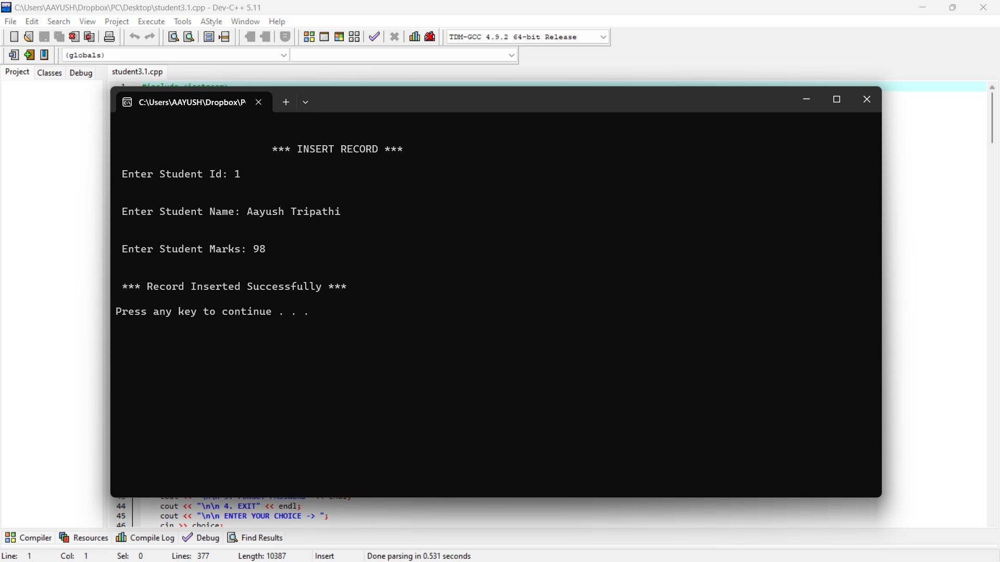 C:\Users\AAYUSH\Dropbox\PC\Desktop\student3.1.cpp - Dev-C++ 5.11
File Edit Search View Project Execute Tools AStyle Window Help
TDM-GCC 4.9.2 64-bit Release
(globals)
Project Classes Debug student3.1.cpp
1 #include <iostream>
C:\Users\AAYUSH\Dropbox\P
*** INSERT RECORD ***
Enter Student Id: 1
Enter Student Name: Aayush Tripathi
Enter Student Marks: 98
*** Record Inserted Successfully ***
Press any key to continue . . .
44 cout << "\n\n 4. EXIT" << endl;
45 cout << "\n\n ENTER YOUR CHOICE -> ";
46 cin >> choice;
Compiler Resources Compile Log Debug Find Results
Line: 1 Col: 1 Sel: 0 Lines: 377 Length: 10387 Insert Done parsing in 0.531 seconds